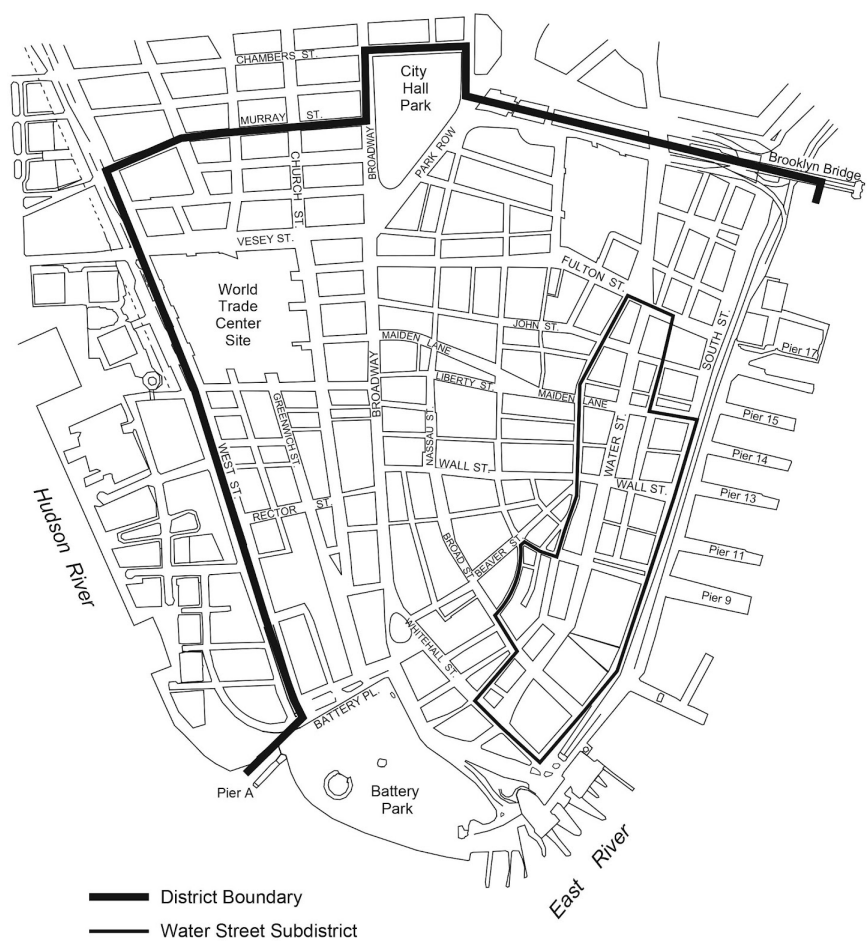 CHAMBERS ST.
City
Hall
Park
MURRAY ST.
BROADWAY
PARK ROW
CHURCH ST.
Brooklyn Bridge
VESEY ST.
FULTON ST.
World
Trade
Center
Site
SOUTH ST.
JOHN ST.
MAIDEN LANE
Pier 17
BROADWAY
LIBERTY ST.
MAIDEN LANE
GREENWICH ST.
NASSAU ST.
Pier 15
WATER ST.
WEST ST.
WALL ST.
Pier 14
WALL ST.
Pier 13
RECTOR ST.
Hudson River
BROAD ST.
BEAVER ST.
Pier 11
Pier 9
WHITEHALL ST.
BATTERY PL.
Pier A
Battery
Park
East River
District Boundary
Water Street Subdistrict